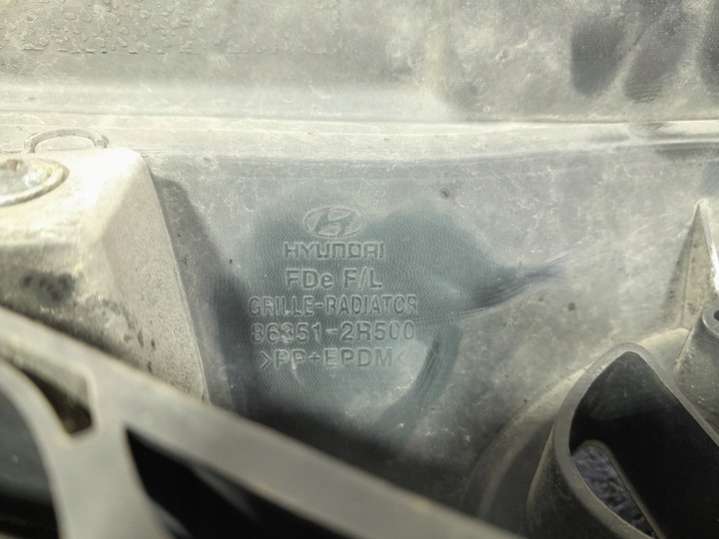 HYUNDAI
FDe F/L
GRILLE-RADIATOR
86351-2R500
>PP+EPDM<